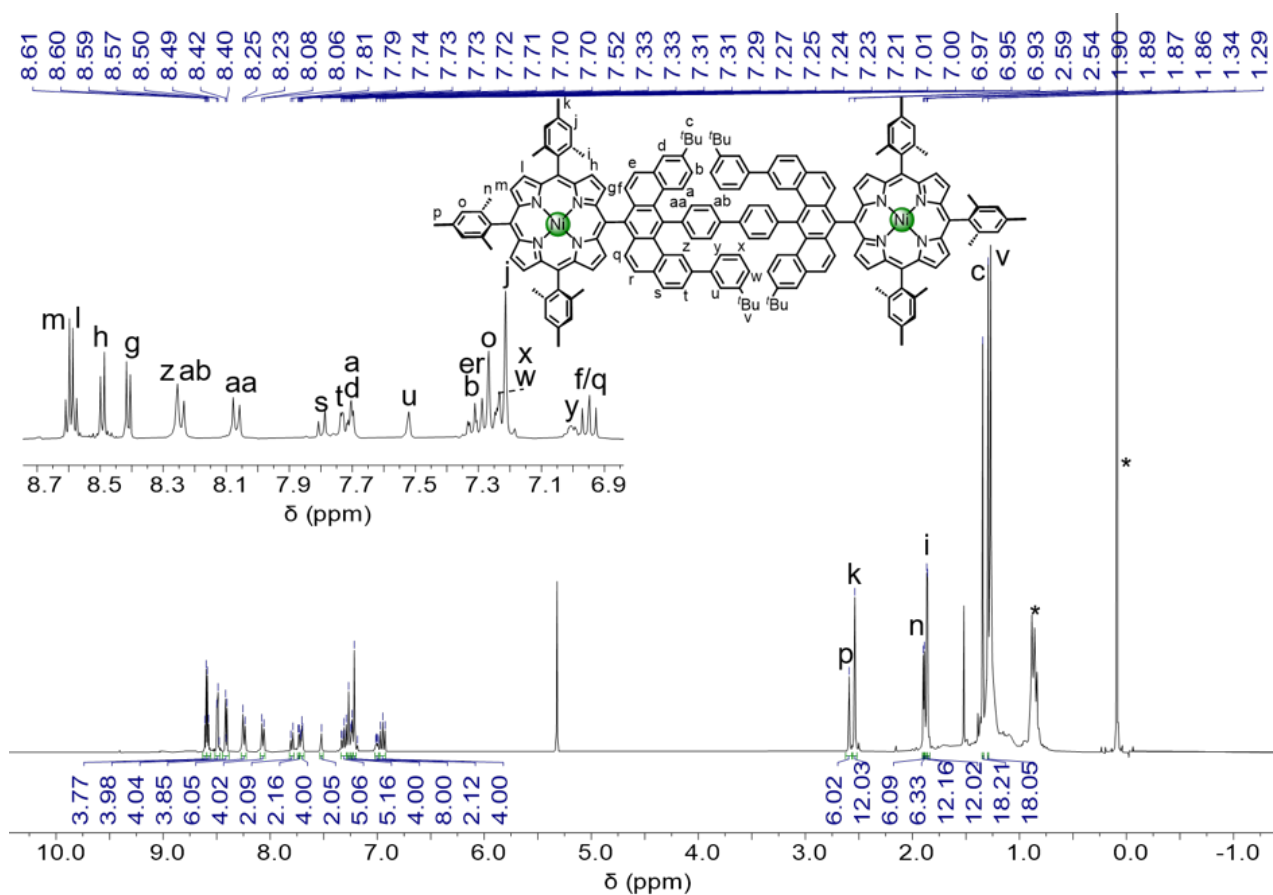 8.61 8.60 8.59 8.57 8.50 8.49 8.42 8.40 8.25 8.23 8.08 8.06 7.81 7.79 7.74 7.73 7.73 7.72 7.71 7.70 7.70 7.52 7.33 7.33 7.31 7.31 7.29 7.27 7.25 7.24 7.23 7.21 7.01 7.00 6.97 6.95 6.93 2.59 2.54 1.90 1.89 1.87 1.86 1.34 1.29
k
j
i
h
l
m
n
o
p
g f
Ni
N N
N N
c
tBu tBu
d
e
b
a
aa ab
q
r
s
t
z
y x
w
u
tBu tBu
v
Ni
N N
N N
m l h g z ab aa s t a d u er b o j x w y f/q
8.7 8.5 8.3 8.1 7.9 7.7 7.5 7.3 7.1 6.9
δ (ppm)
p k n i c v * *
3.77 3.98 4.04 3.85 6.05 4.02 2.09 2.16 4.00 2.05 5.06 5.16 4.00 8.00 2.12 4.00 6.02 12.03 6.09 6.33 12.16 12.02 18.21 18.05
10.0 9.0 8.0 7.0 6.0 5.0 4.0 3.0 2.0 1.0 0.0 -1.0
δ (ppm)